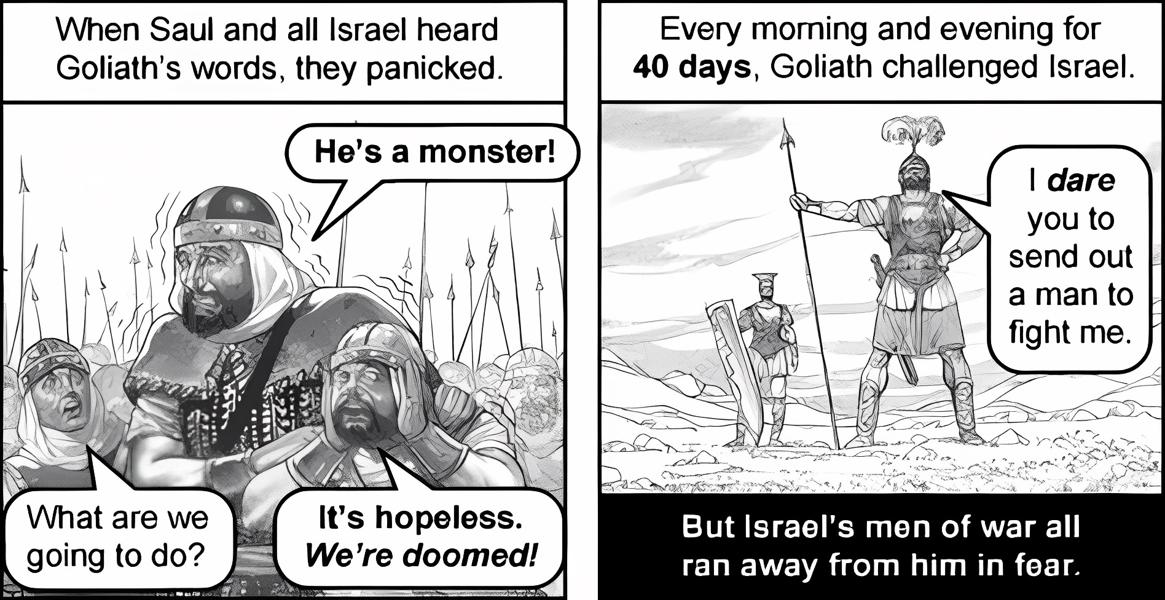 When Saul and all Israel heard
Goliath's words, they panicked.
He's a monster!
What are we
going to do?
It's hopeless.
We're doomed!
Every morning and evening for
40 days, Goliath challenged Israel.
I dare
you to
send out
a man to
fight me.
But Israel's men of war all
ran away from him in fear.